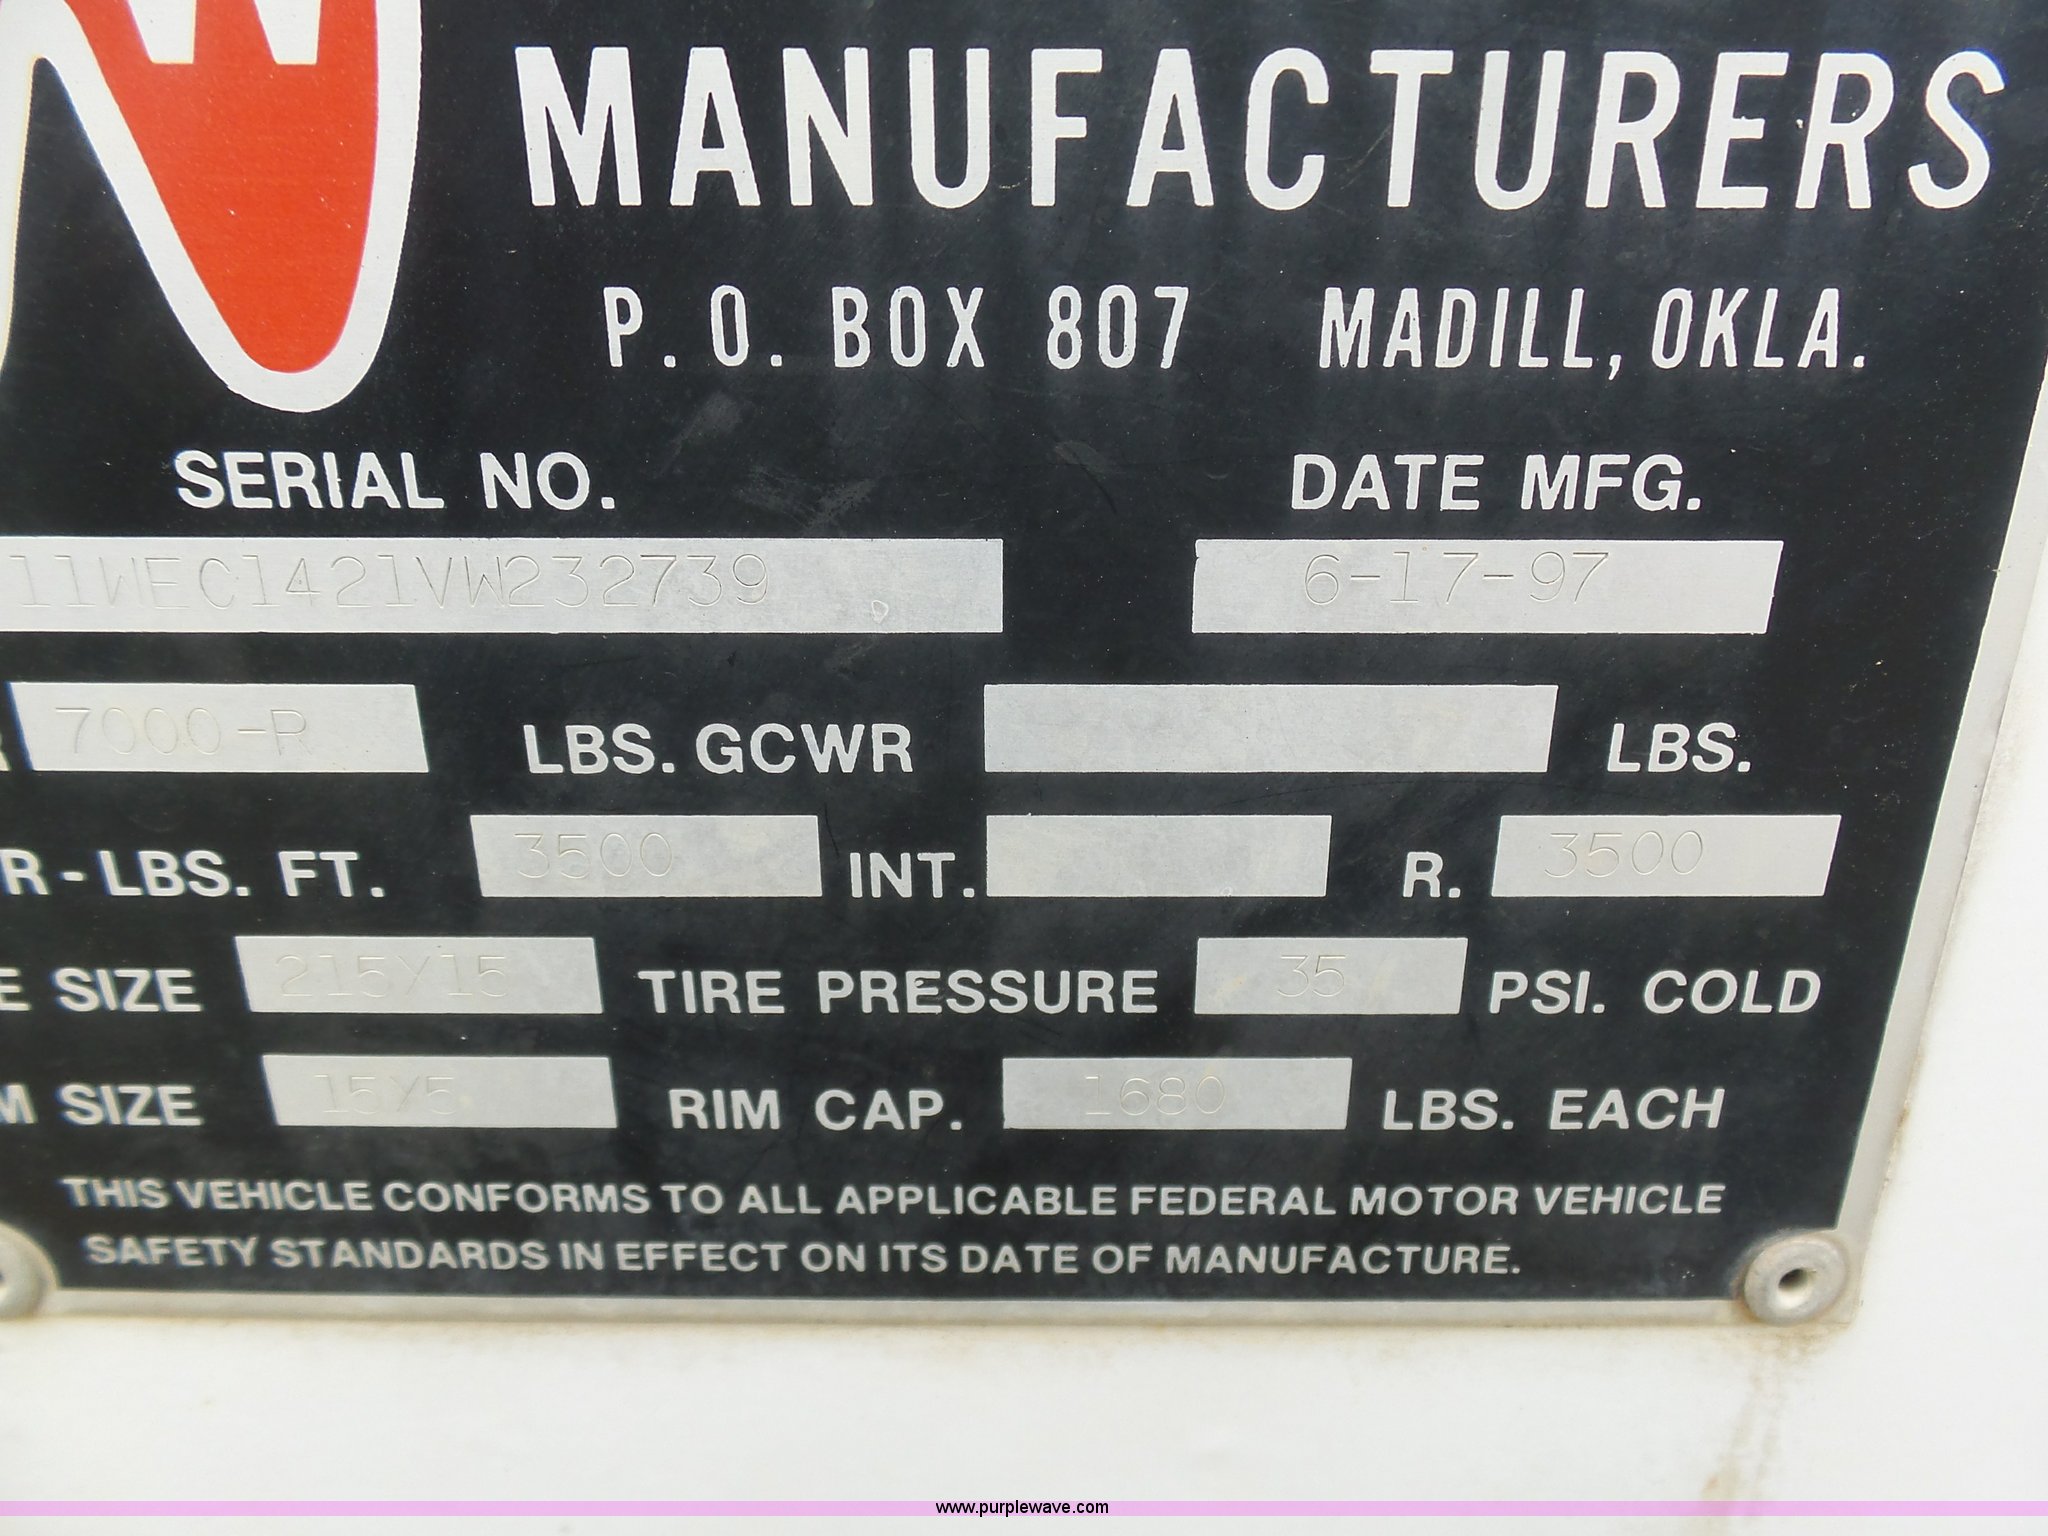 W
MANUFACTURERS
P. O. BOX 807 MADILL, OKLA.
SERIAL NO. DATE MFG.
11WEC1421VW232739 6-17-97
R 7000-R LBS. GCWR LBS.
R-LBS. FT. 3500 INT. R. 3500
E SIZE 215Y15 TIRE PRESSURE 35 PSI. COLD
M SIZE 15Y5 RIM CAP. 1680 LBS. EACH
THIS VEHICLE CONFORMS TO ALL APPLICABLE FEDERAL MOTOR VEHICLE
SAFETY STANDARDS IN EFFECT ON ITS DATE OF MANUFACTURE.
www.purplewave.com